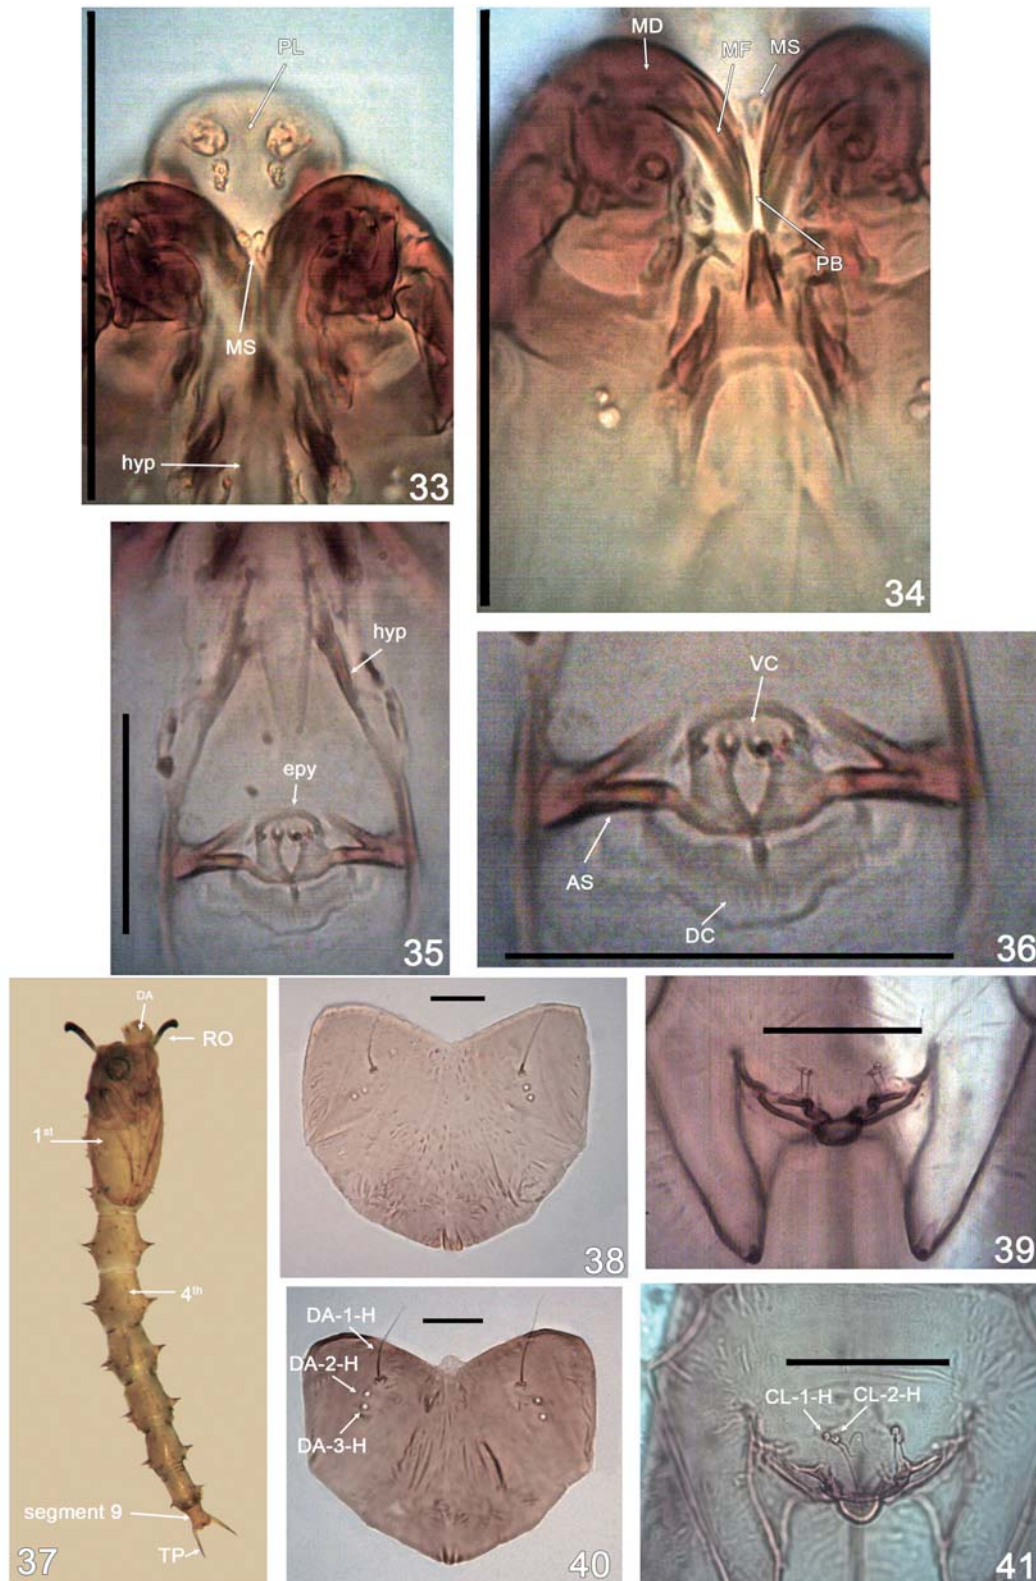 PL
MS
hyp
33
MD
MF
MS
PB
34
hyp
epy
35
VC
AS
DC
36
DA
RO
1st
4th
segment 9
TP
37
38
39
DA-1-H
DA-2-H
DA-3-H
40
CL-1-H
CL-2-H
41